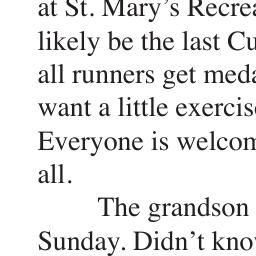 at St. Mary’s Recrea
likely be the last Cu
all runners get meda
want a little exercis
Everyone is welcom
all.
The grandson
Sunday. Didn’t kno